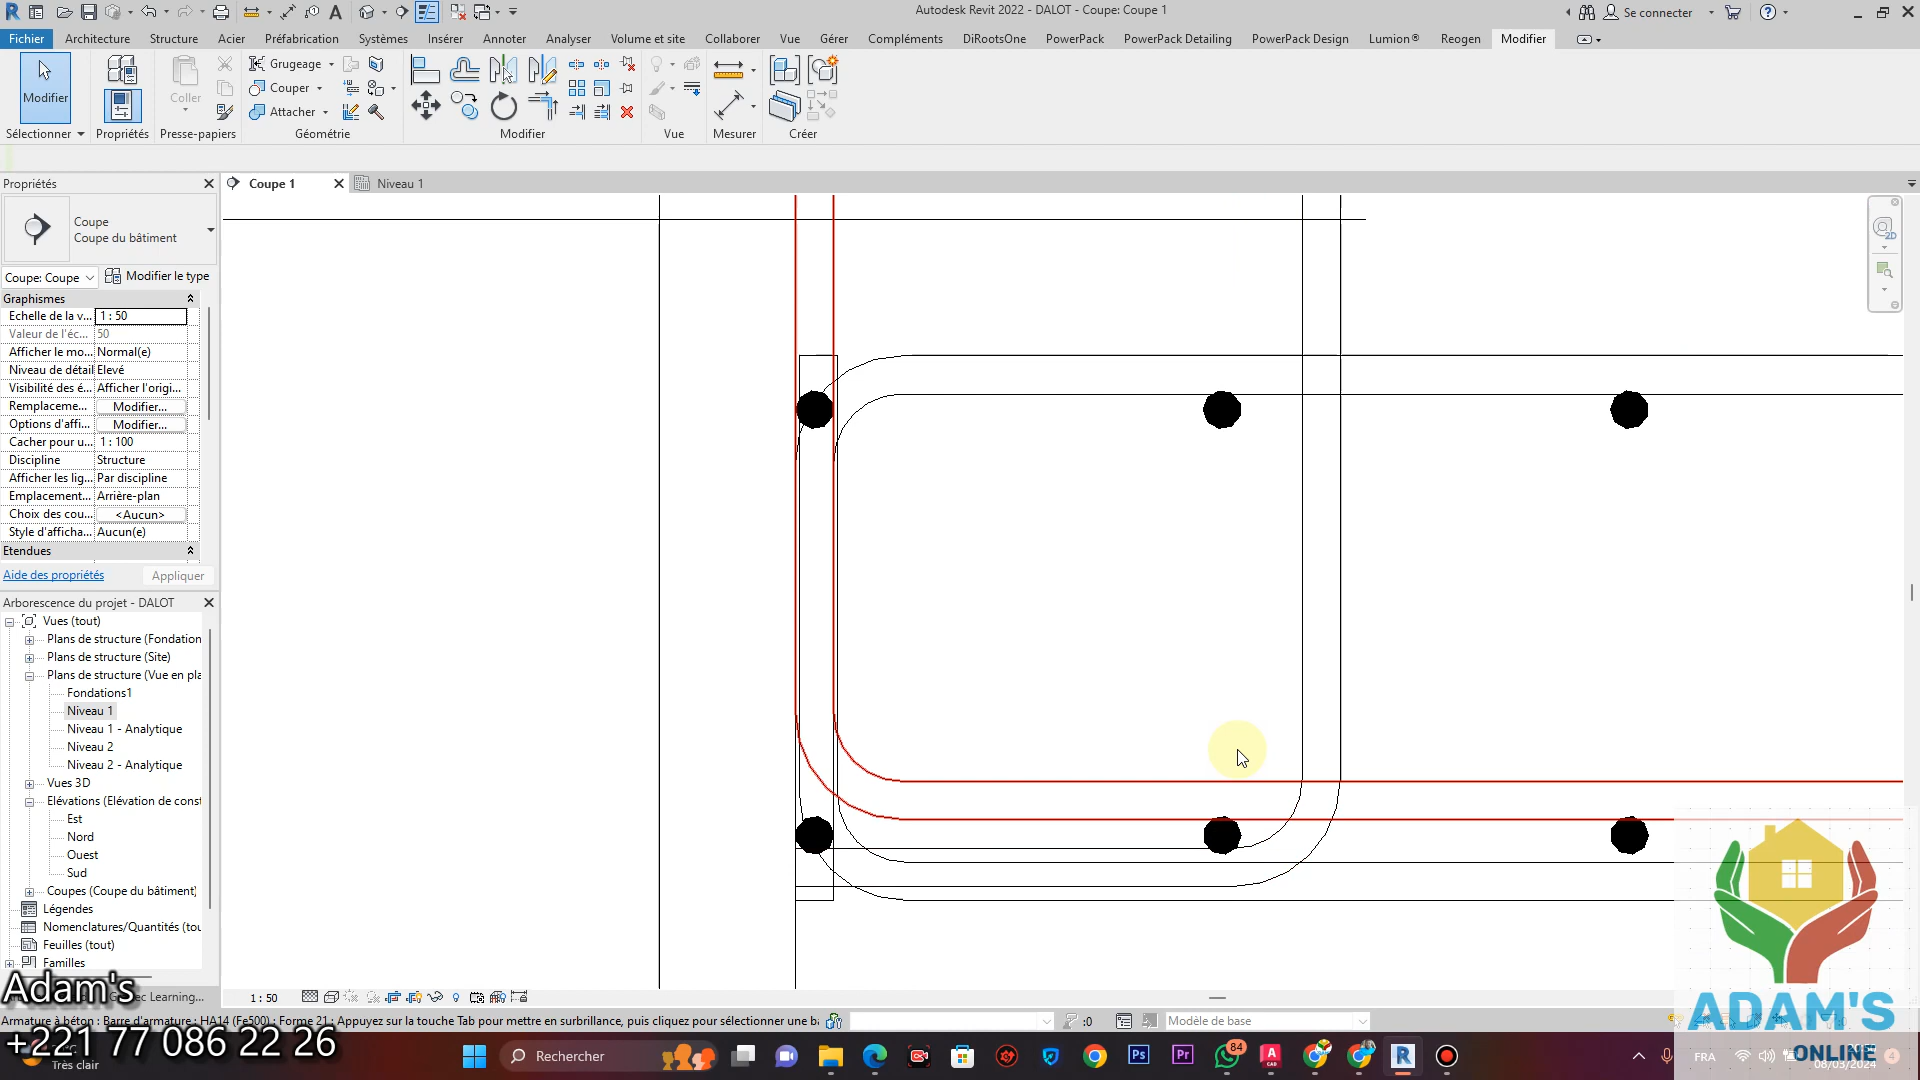 Autodesk Revit 2022 - DALOT - Coupe: Coupe 1
Se connecter
Fichier Architecture Structure Acier Préfabrication Systèmes Insérer Annoter Analyser Volume et site Collaborer Vue Gérer Compléments DiRootsOne PowerPack PowerPack Detailing PowerPack Design Lumion® Reogen Modifier
Modifier
Coller
Grugeage
Couper
Attacher
Sélectionner Propriétés Presse-papiers Géométrie Modifier Vue Mesurer Créer
Propriétés
Coupe 1
Niveau 1
Coupe
Coupe du bâtiment
Coupe: Coupe
Modifier le type
Graphismes
Echelle de la v... 1 : 50
Valeur de l'éc... 50
Afficher le mo... Normal(e)
Niveau de détail Elevé
Visibilité des é... Afficher l'origi...
Remplaceme... Modifier...
Options d'affi... Modifier...
Cacher pour u... 1 : 100
Discipline Structure
Afficher les lig... Par discipline
Emplacement... Arrière-plan
Choix des cou... <Aucun>
Style d'afficha... Aucun(e)
Etendues
Aide des propriétés
Appliquer
Arborescence du projet - DALOT
Vues (tout)
Plans de structure (Fondation
Plans de structure (Site)
Plans de structure (Vue en pla
Fondations1
Niveau 1
Niveau 1 - Analytique
Niveau 2
Niveau 2 - Analytique
Vues 3D
Elévations (Elévation de const
Est
Nord
Ouest
Sud
Coupes (Coupe du bâtiment)
Légendes
Nomenclatures/Quantités (tou
Feuilles (tout)
Familles
Adam's
Learning...
1 : 50
Armature à béton : Barre d'armature : HA14 (Fe500) : Forme 21 : Appuyez sur la touche Tab pour mettre en surbrillance, puis cliquez pour sélectionner une b
:0
Modèle de base
+221 77 086 22 26
Très clair
Rechercher
84
FRA
08/03/2024
4
2D
ADAM'S
ONLINE